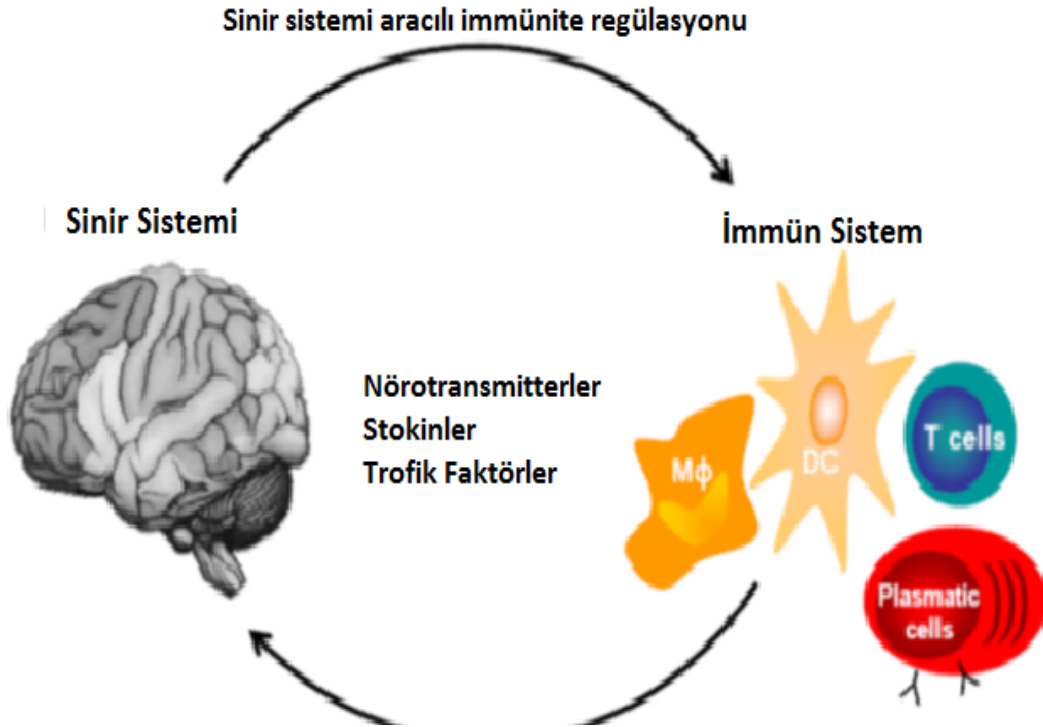 Sinir sistemi aracılı immünite regülasyonu
Sinir Sistemi
İmmün Sistem
Nörotransmitterler
Stokinler
Trofik Faktörler
Mϕ
DC
T cells
Plasmatic
cells